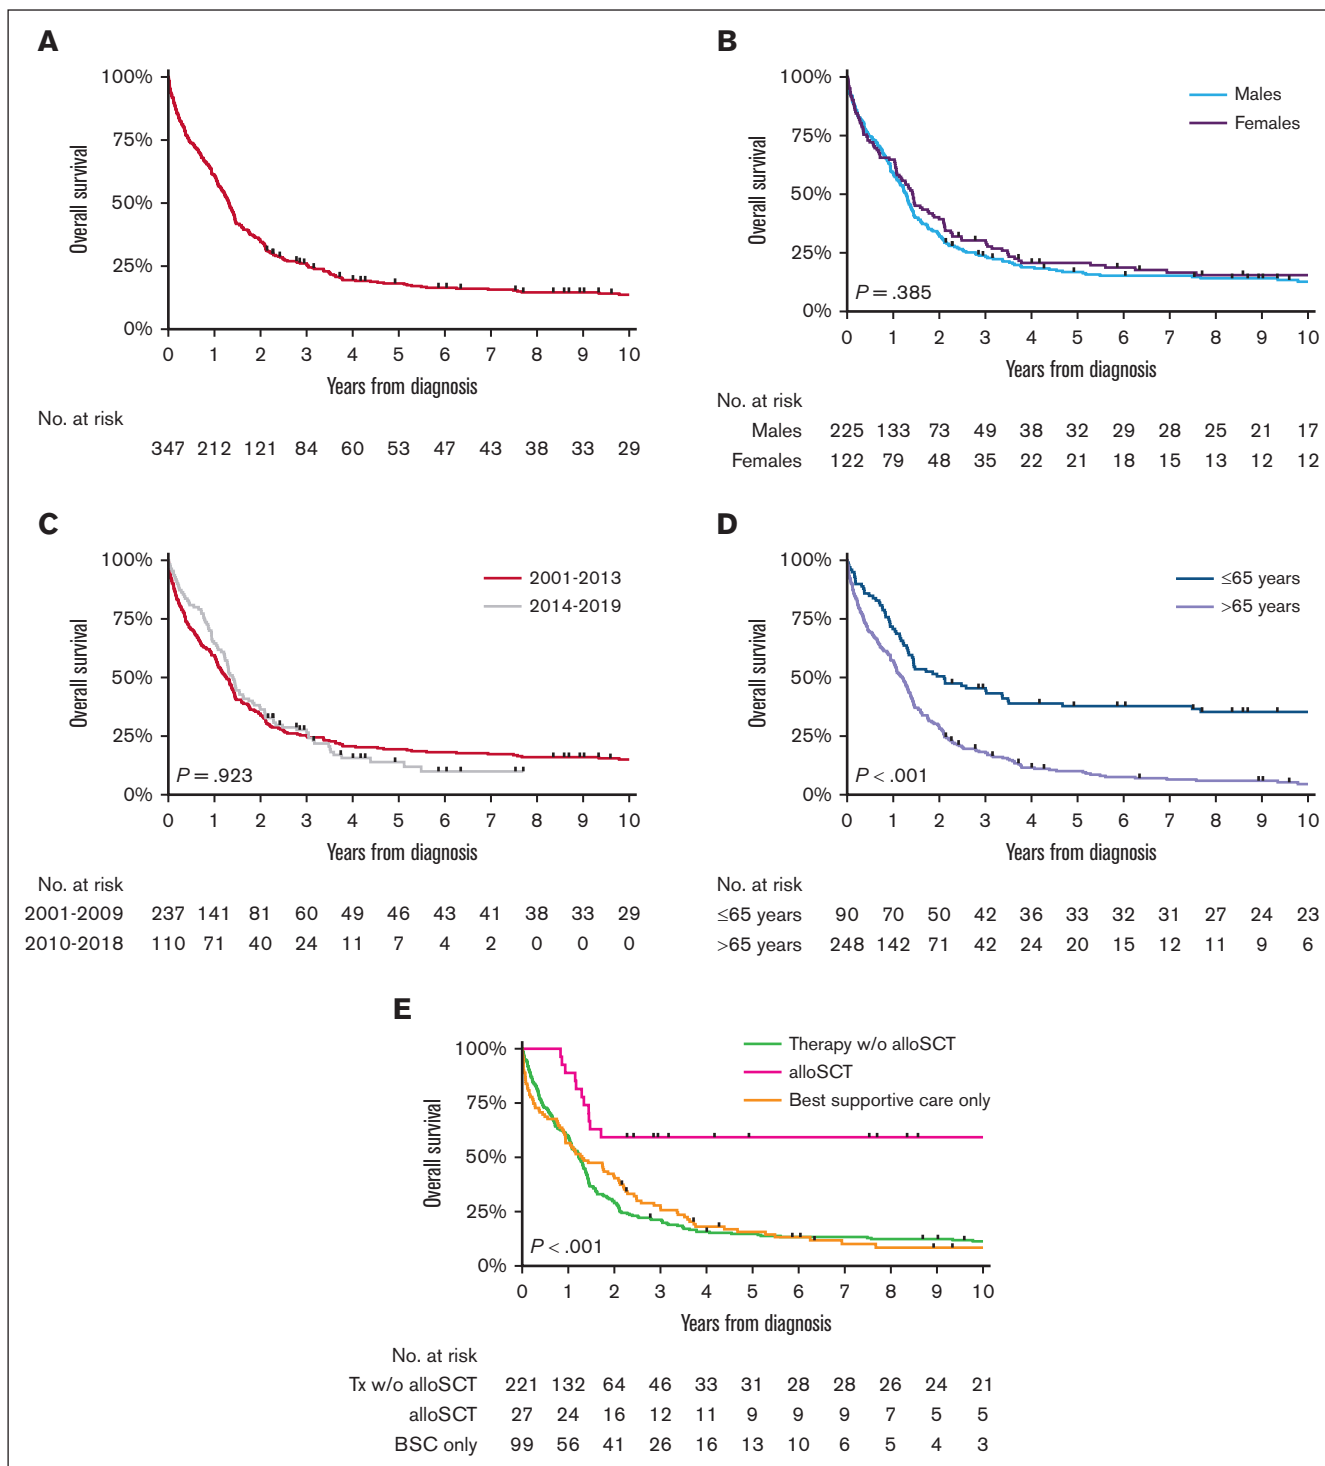 A
100%
75%
50%
25%
0%
Overall survival
0 1 2 3 4 5 6 7 8 9 10
Years from diagnosis
No. at risk
347 212 121 84 60 53 47 43 38 33 29
B
100%
75%
50%
25%
0%
Overall survival
Males
Females
P = .385
0 1 2 3 4 5 6 7 8 9 10
Years from diagnosis
No. at risk
Males 225 133 73 49 38 32 29 28 25 21 17
Females 122 79 48 35 22 21 18 15 13 12 12
C
100%
75%
50%
25%
0%
Overall survival
2001-2013
2014-2019
P = .923
0 1 2 3 4 5 6 7 8 9 10
Years from diagnosis
No. at risk
2001-2009 237 141 81 60 49 46 43 41 38 33 29
2010-2018 110 71 40 24 11 7 4 2 0 0 0
D
100%
75%
50%
25%
0%
Overall survival
≤65 years
>65 years
P < .001
0 1 2 3 4 5 6 7 8 9 10
Years from diagnosis
No. at risk
≤65 years 90 70 50 42 36 33 32 31 27 24 23
>65 years 248 142 71 42 24 20 15 12 11 9 6
E
100%
75%
50%
25%
0%
Overall survival
Therapy w/o alloSCT
alloSCT
Best supportive care only
P < .001
0 1 2 3 4 5 6 7 8 9 10
Years from diagnosis
No. at risk
Tx w/o alloSCT 221 132 64 46 33 31 28 28 26 24 21
alloSCT 27 24 16 12 11 9 9 9 7 5 5
BSC only 99 56 41 26 16 13 10 6 5 4 3